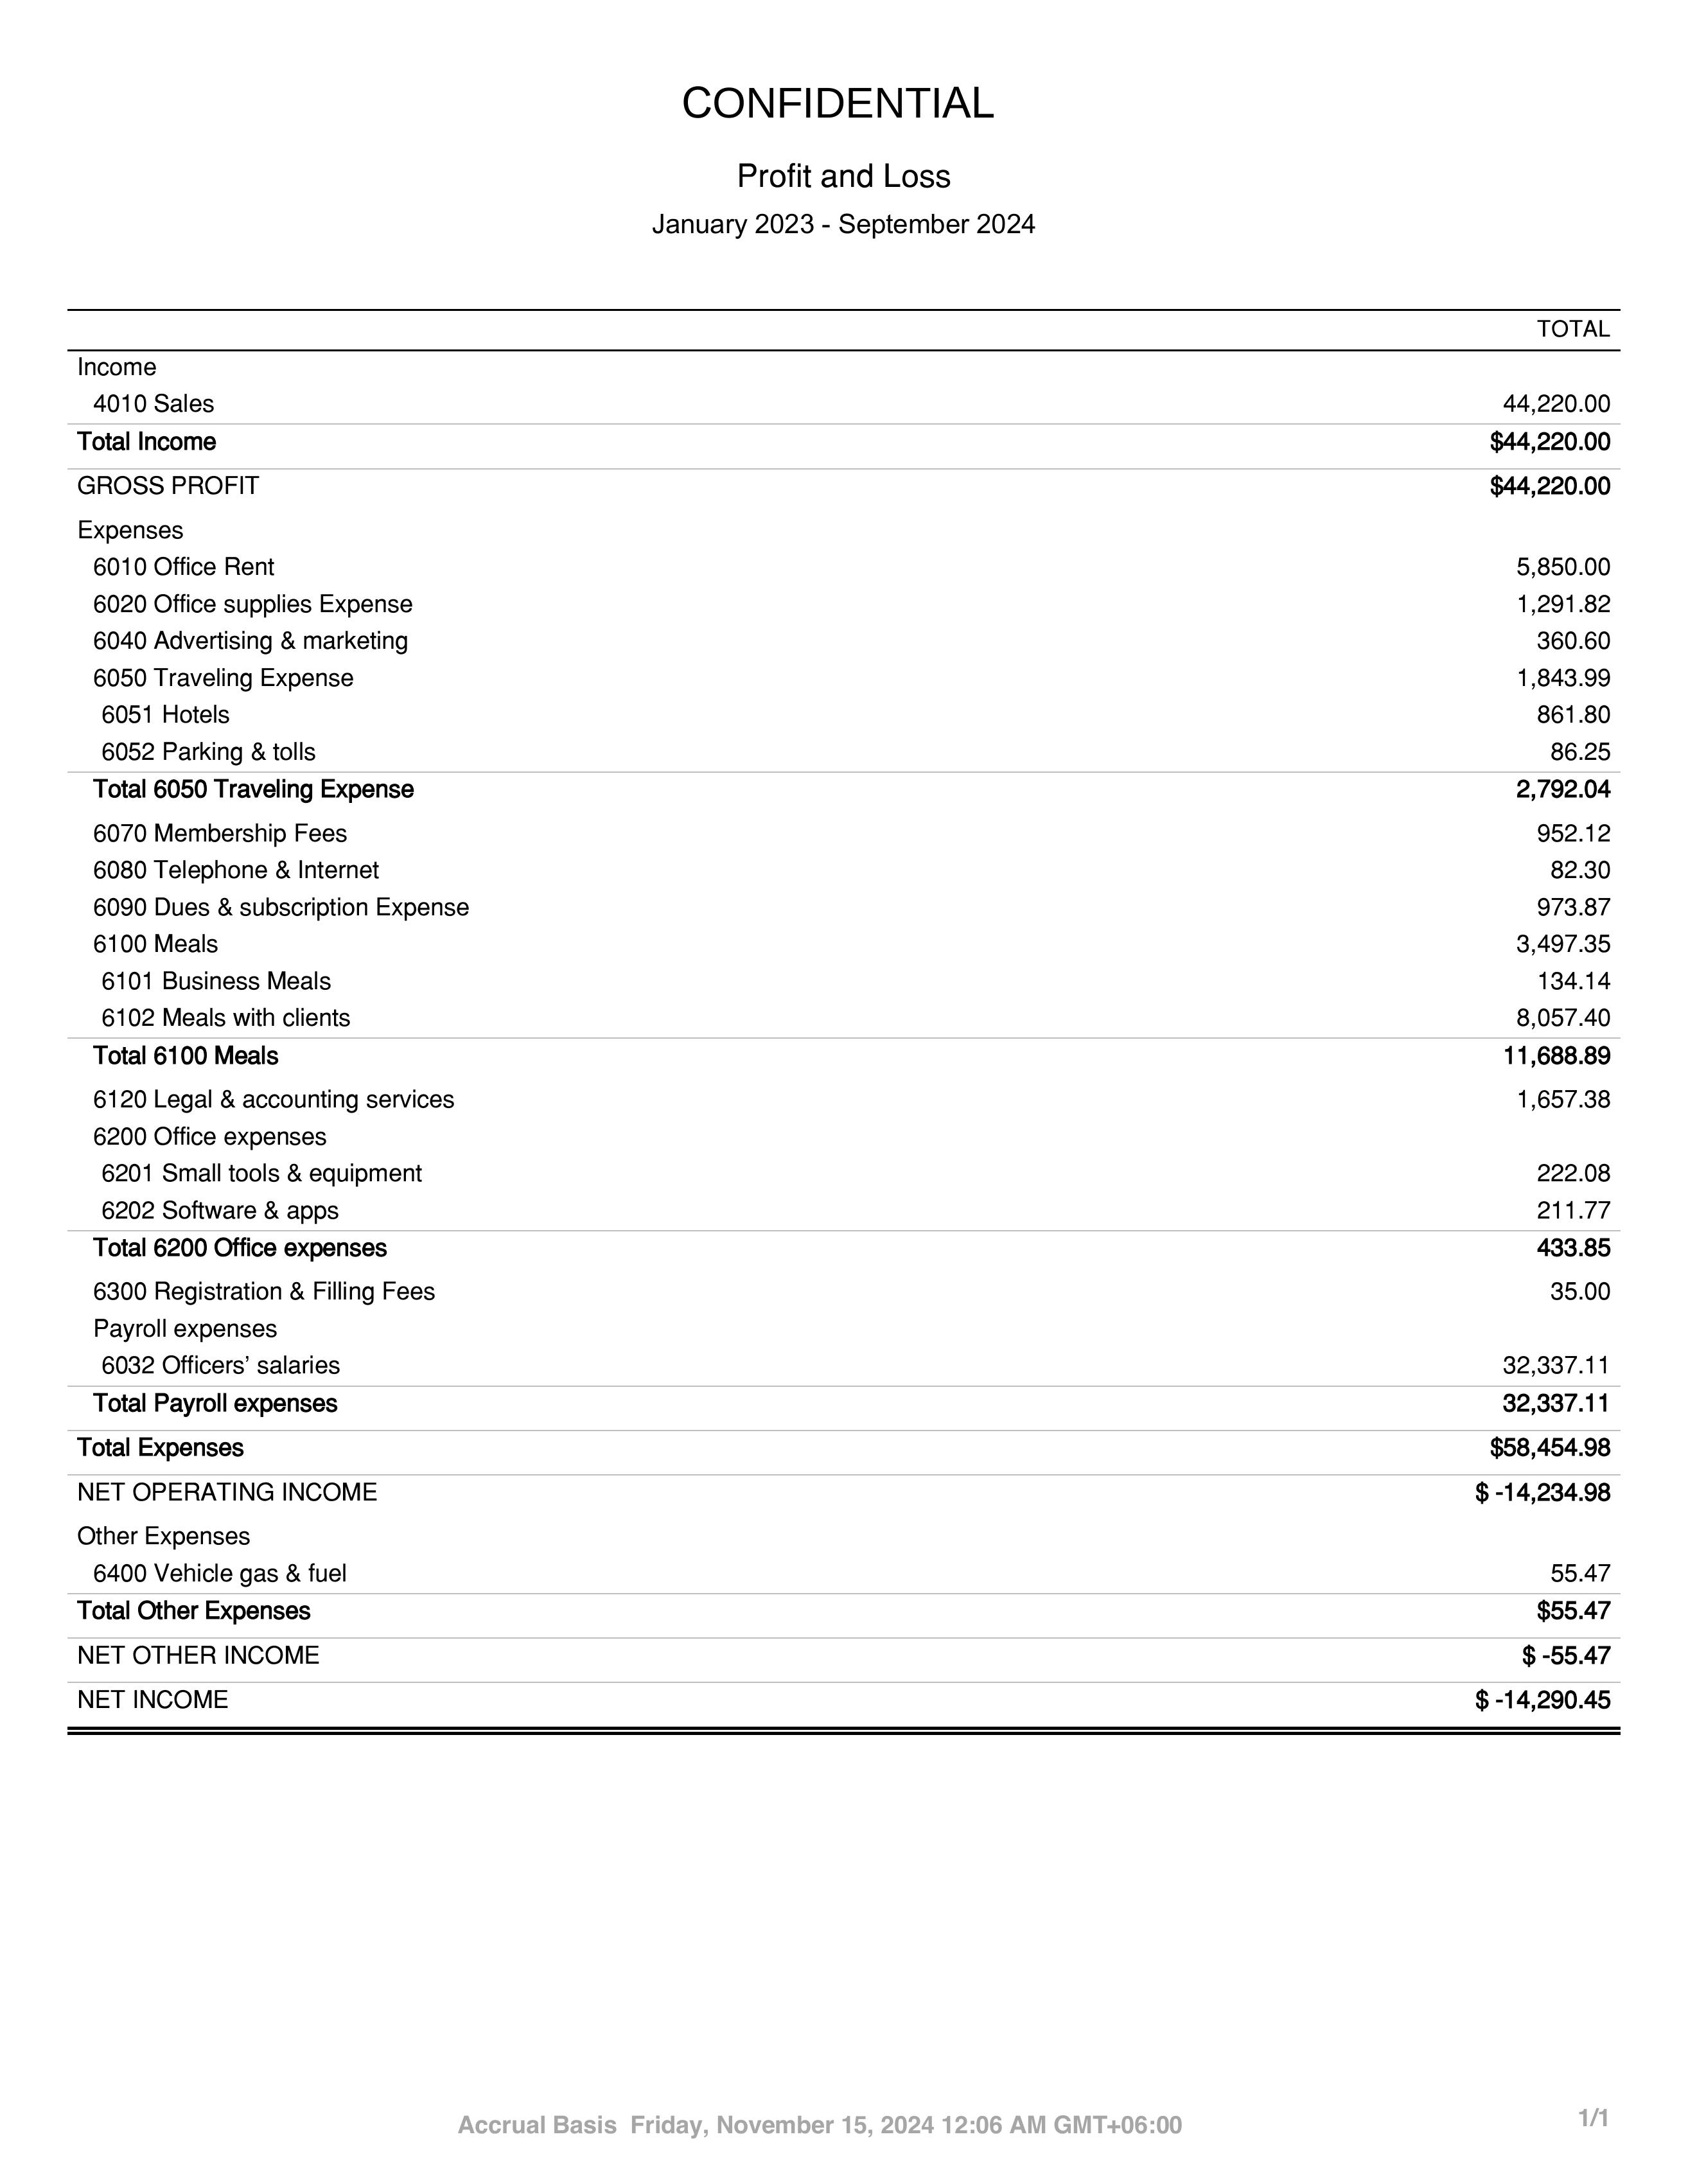 CONFIDENTIAL
Profit and Loss
January 2023 - September 2024
TOTAL
Income
4010 Sales 44,220.00
Total Income $44,220.00
GROSS PROFIT $44,220.00
Expenses
6010 Office Rent 5,850.00
6020 Office supplies Expense 1,291.82
6040 Advertising & marketing 360.60
6050 Traveling Expense 1,843.99
6051 Hotels 861.80
6052 Parking & tolls 86.25
Total 6050 Traveling Expense 2,792.04
6070 Membership Fees 952.12
6080 Telephone & Internet 82.30
6090 Dues & subscription Expense 973.87
6100 Meals 3,497.35
6101 Business Meals 134.14
6102 Meals with clients 8,057.40
Total 6100 Meals 11,688.89
6120 Legal & accounting services 1,657.38
6200 Office expenses
6201 Small tools & equipment 222.08
6202 Software & apps 211.77
Total 6200 Office expenses 433.85
6300 Registration & Filling Fees 35.00
Payroll expenses
6032 Officers’ salaries 32,337.11
Total Payroll expenses 32,337.11
Total Expenses $58,454.98
NET OPERATING INCOME $ -14,234.98
Other Expenses
6400 Vehicle gas & fuel 55.47
Total Other Expenses $55.47
NET OTHER INCOME $ -55.47
NET INCOME $ -14,290.45
Accrual Basis Friday, November 15, 2024 12:06 AM GMT+06:00 1/1